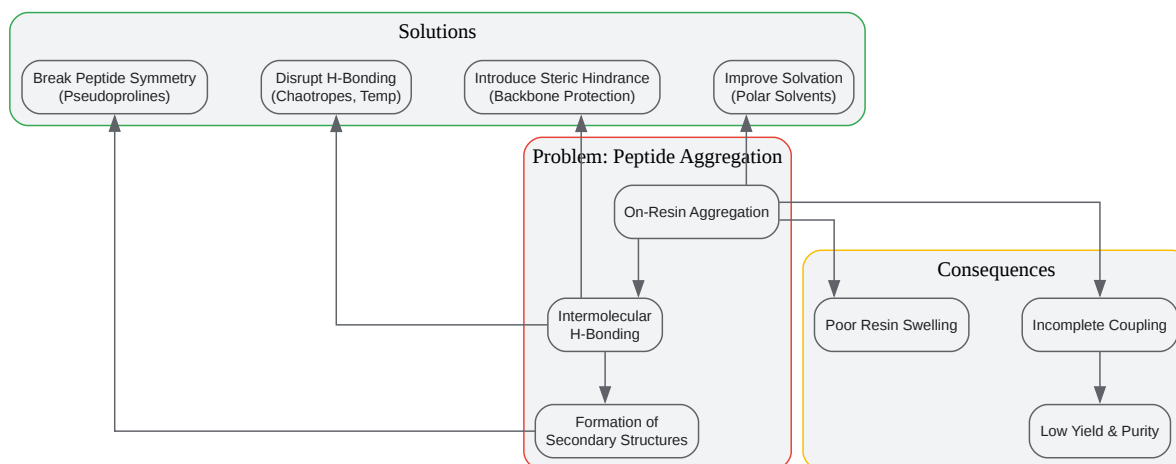 Solutions
Break Peptide Symmetry
(Pseudoprolines)
Disrupt H-Bonding
(Chaotropes, Temp)
Introduce Steric Hindrance
(Backbone Protection)
Improve Solvation
(Polar Solvents)
Problem: Peptide Aggregation
On-Resin Aggregation
Intermolecular
H-Bonding
Formation of
Secondary Structures
Consequences
Poor Resin Swelling
Incomplete Coupling
Low Yield & Purity